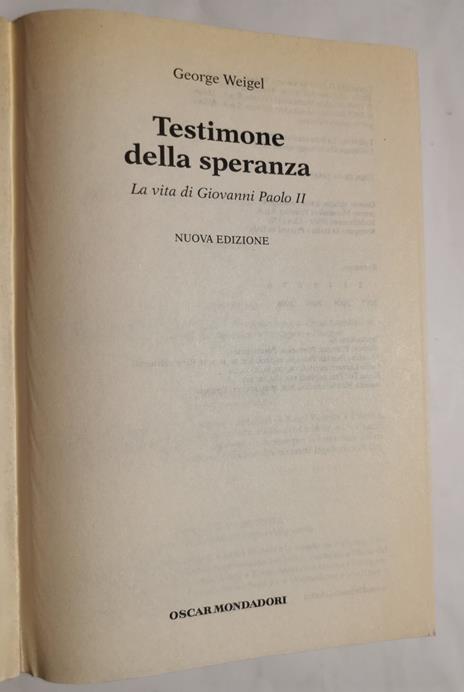 George Weigel
Testimone
della speranza
La vita di Giovanni Paolo II
NUOVA EDIZIONE
OSCAR MONDADORI